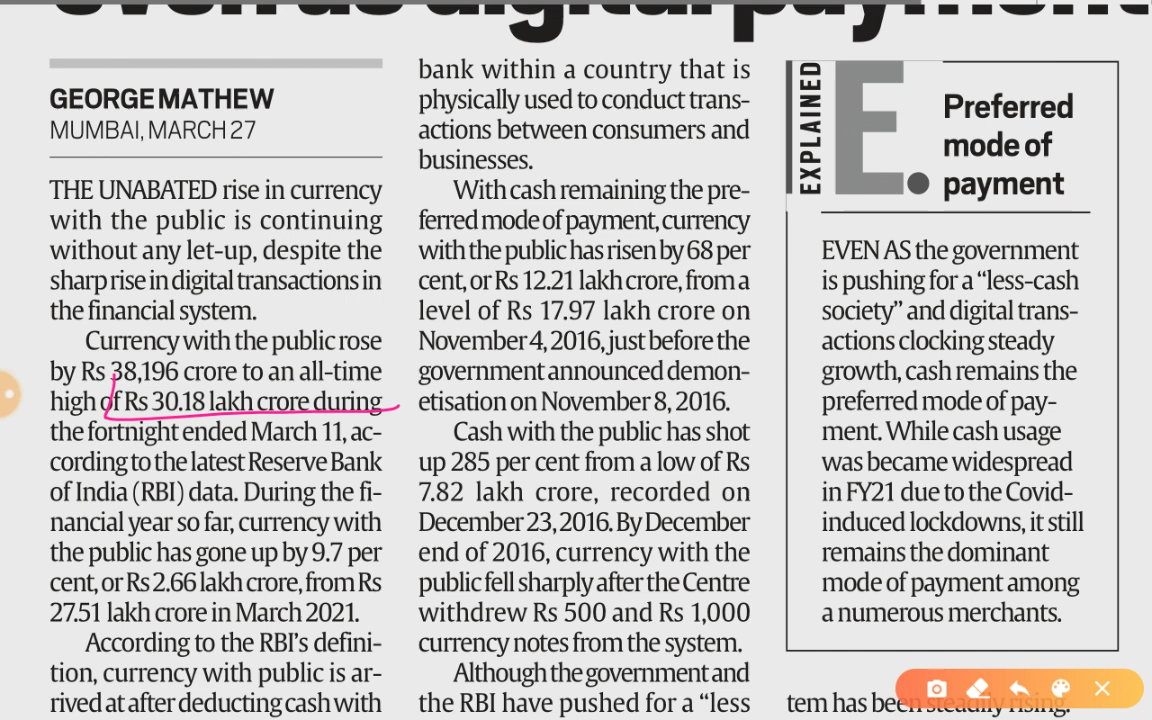 even as digital payment
GEORGE MATHEW
MUMBAI, MARCH 27
THE UNABATED rise in currency
with the public is continuing
without any let-up, despite the
sharp rise in digital transactions in
the financial system.
Currency with the public rose
by Rs 38,196 crore to an all-time
high of Rs 30.18 lakh crore during
the fortnight ended March 11, ac-
cording to the latest Reserve Bank
of India (RBI) data. During the fi-
nancial year so far, currency with
the public has gone up by 9.7 per
cent, or Rs 2.66 lakh crore, from Rs
27.51 lakh crore in March 2021.
According to the RBI's defini-
tion, currency with public is ar-
rived at after deducting cash with
bank within a country that is
physically used to conduct trans-
actions between consumers and
businesses.
With cash remaining the pre-
ferred mode of payment, currency
with the public has risen by 68 per
cent, or Rs 12.21 lakh crore, from a
level of Rs 17.97 lakh crore on
November 4, 2016, just before the
government announced demon-
etisation on November 8, 2016.
Cash with the public has shot
up 285 per cent from a low of Rs
7.82 lakh crore, recorded on
December 23, 2016. By December
end of 2016, currency with the
public fell sharply after the Centre
withdrew Rs 500 and Rs 1,000
currency notes from the system.
Although the government and
the RBI have pushed for a "less
EXPLAINED
E.
Preferred
mode of
payment
EVEN AS the government
is pushing for a "less-cash
society" and digital trans-
actions clocking steady
growth, cash remains the
preferred mode of pay-
ment. While cash usage
was became widespread
in FY21 due to the Covid-
induced lockdowns, it still
remains the dominant
mode of payment among
a numerous merchants.
tem has been steadily rising.